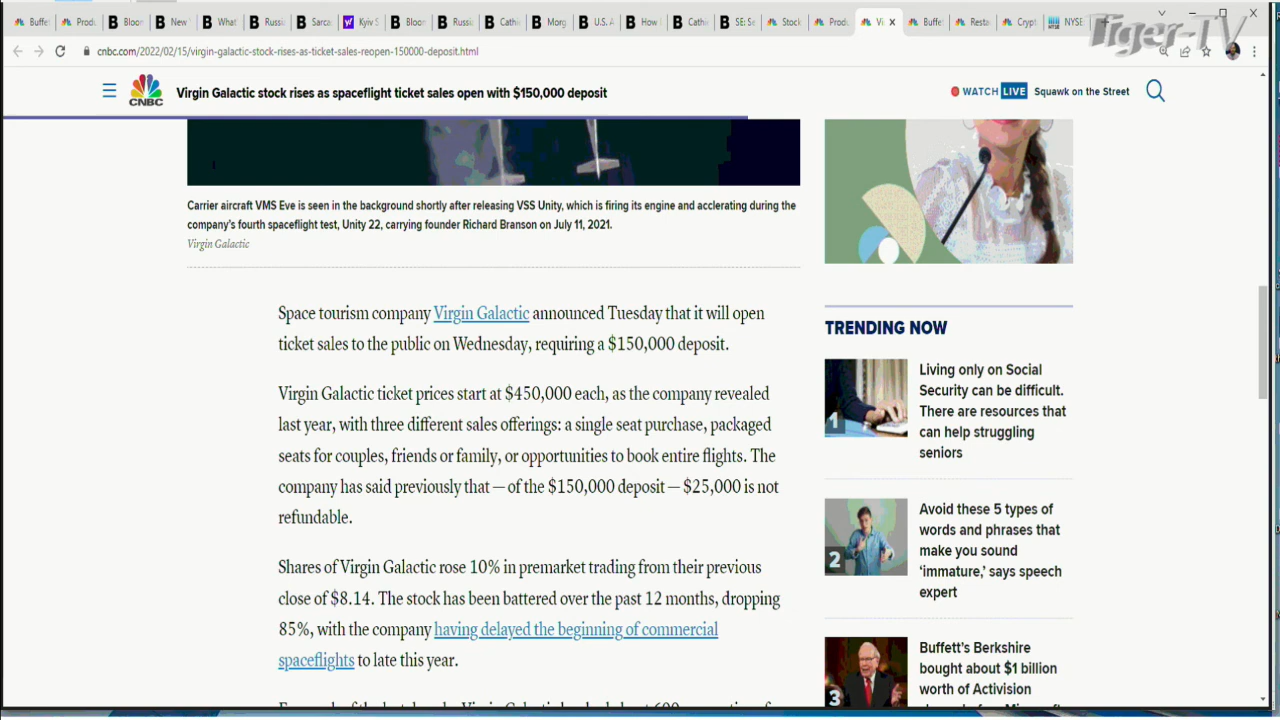 Buffe
Produ
Bloon
New
What
Russia
Sarca
Kyiv S
Bloon
Russia
Cathi
Morg
U.S. A
How I
Cathi
SE: Se
Stock
Produ
Vi
Buffet
Resta
Crypt
NYSE
Tiger-TV
cnbc.com/2022/02/15/virgin-galactic-stock-rises-as-ticket-sales-reopen-150000-deposit.html
CNBC
Virgin Galactic stock rises as spaceflight ticket sales open with $150,000 deposit
WATCH LIVE Squawk on the Street
Carrier aircraft VMS Eve is seen in the background shortly after releasing VSS Unity, which is firing its engine and acclerating during the
company's fourth spaceflight test, Unity 22, carrying founder Richard Branson on July 11, 2021.
Virgin Galactic
Space tourism company Virgin Galactic announced Tuesday that it will open
ticket sales to the public on Wednesday, requiring a $150,000 deposit.
Virgin Galactic ticket prices start at $450,000 each, as the company revealed
last year, with three different sales offerings: a single seat purchase, packaged
seats for couples, friends or family, or opportunities to book entire flights. The
company has said previously that — of the $150,000 deposit — $25,000 is not
refundable.
Shares of Virgin Galactic rose 10% in premarket trading from their previous
close of $8.14. The stock has been battered over the past 12 months, dropping
85%, with the company having delayed the beginning of commercial
spaceflights to late this year.
TRENDING NOW
1
Living only on Social
Security can be difficult.
There are resources that
can help struggling
seniors
2
Avoid these 5 types of
words and phrases that
make you sound
‘immature,’ says speech
expert
3
Buffett's Berkshire
bought about $1 billion
worth of Activision